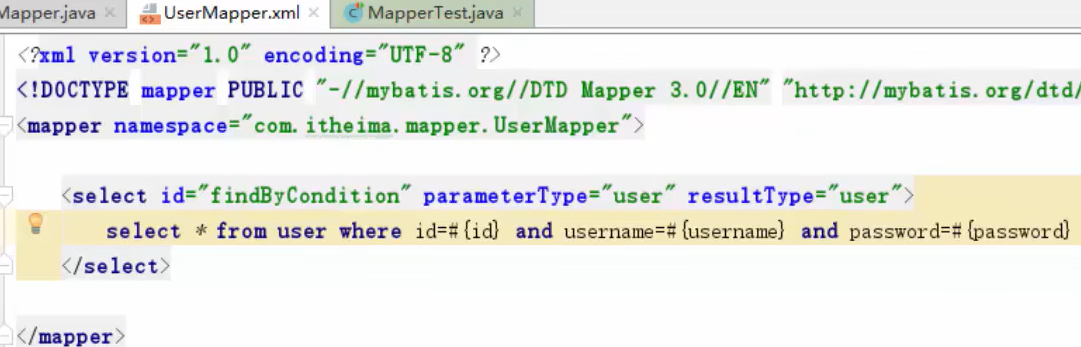 Mapper.java × UserMapper.xml × MapperTest.java ×
<?xml version="1.0" encoding="UTF-8" ?>
<!DOCTYPE mapper PUBLIC "-//mybatis.org//DTD Mapper 3.0//EN" "http://mybatis.org/dtd/
<mapper namespace="com.itheima.mapper.UserMapper">
<select id="findByCondition" parameterType="user" resultType="user">
select * from user where id=#{id} and username=#{username} and password=#{password}
</select>
</mapper>